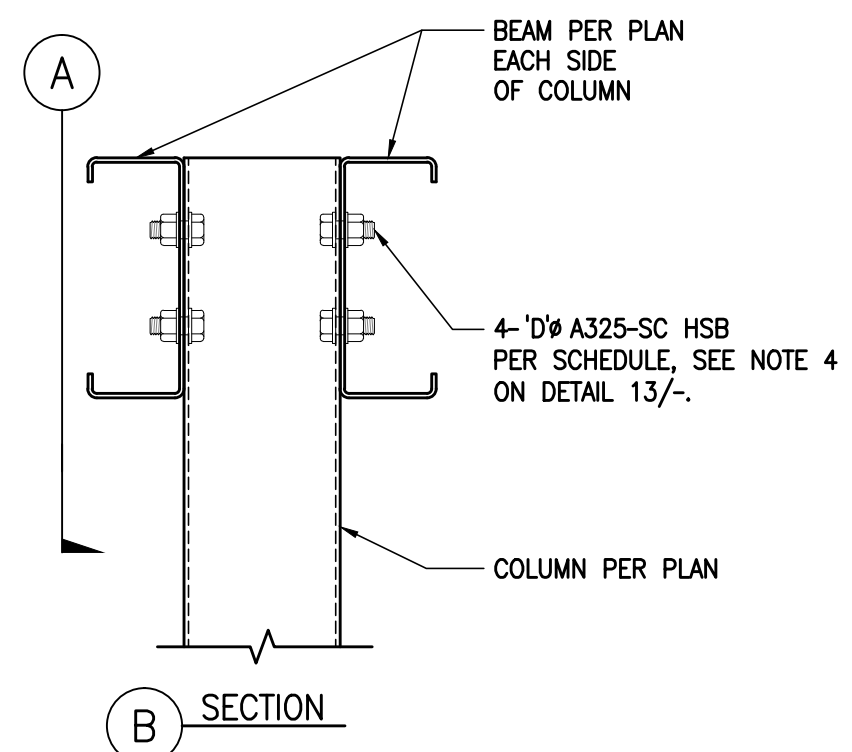 A
BEAM PER PLAN
EACH SIDE
OF COLUMN
4-'D'ø A325-SC HSB
PER SCHEDULE, SEE NOTE 4
ON DETAIL 13/-.
COLUMN PER PLAN
B SECTION